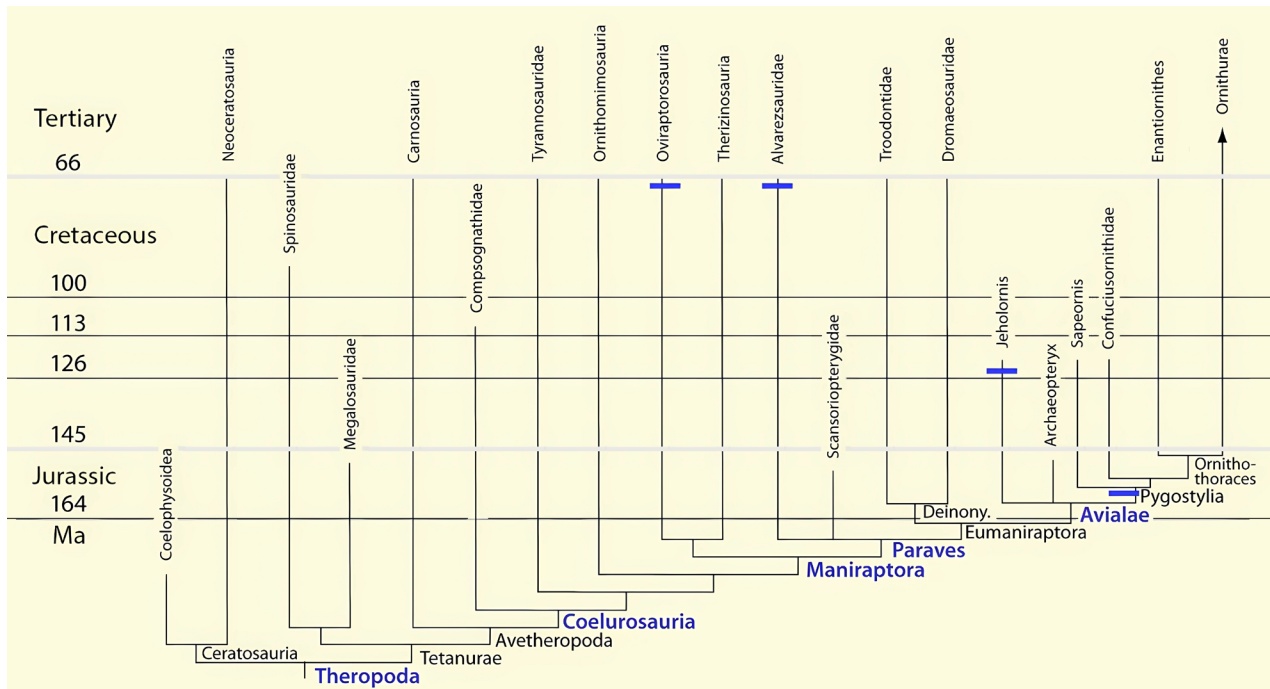 Tertiary
66
Cretaceous
100
113
126
145
Jurassic
164
Ma
Coelophysoidea
Neoceratosauria
Spinosauridae
Megalosauridae
Carnosauria
Compsognathidae
Tyrannosauridae
Ornithomimosauria
Oviraptorosauria
Therizinosauria
Alvarezsauridae
Scansoriopterygidae
Troodontidae
Dromaeosauridae
Jeholornis
Archaeopteryx
Sapeornis
Confuciusornithidae
Enantiornithes
Ornithurae
Ornitho-
thoraces
Pygostylia
Deinony.
Avialae
Eumaniraptora
Paraves
Maniraptora
Coelurosauria
Avetheropoda
Ceratosauria
Tetanurae
Theropoda